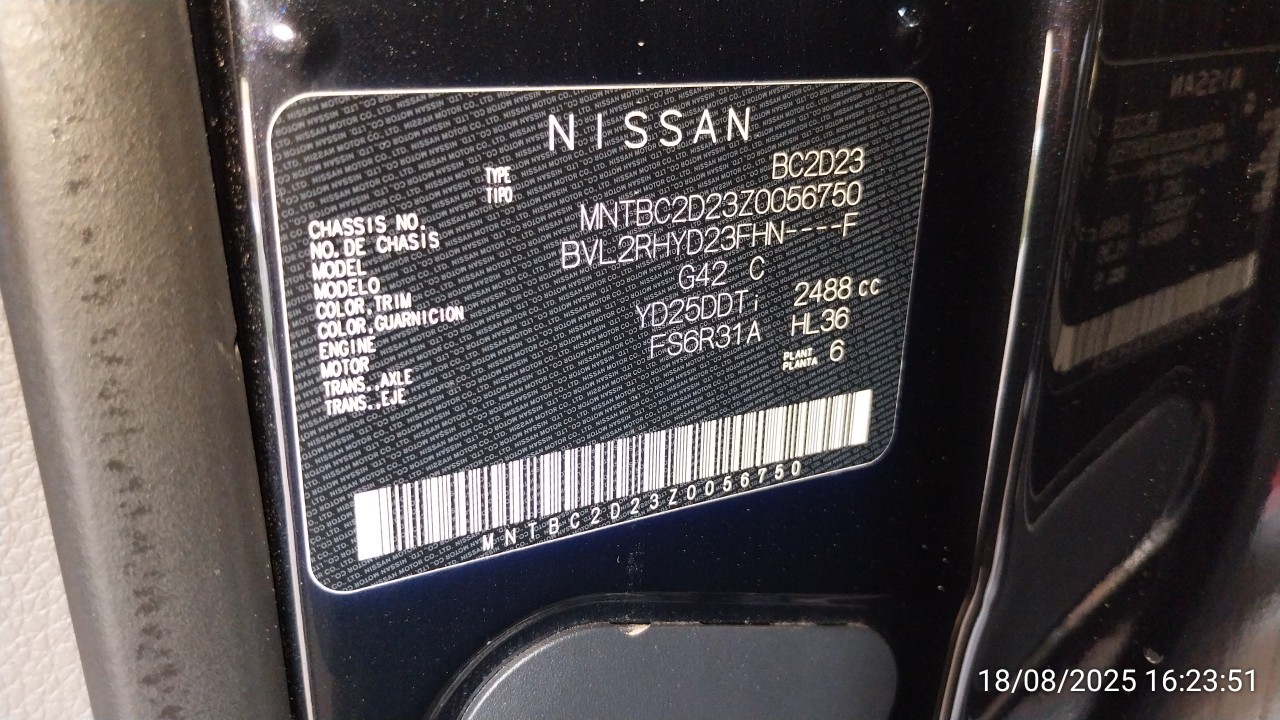 NISSAN
TYPE BC2D23
TIPO
CHASSIS NO. MNTBC2D23Z0056750
NO.DE CHASIS
MODEL BVL2RHYD23FHN----F
MODELO
COLOR,TRIM G42 C
COLOR,GUARNICION
ENGINE YD25DDTi 2488 cc
MOTOR
TRANS.,AXLE FS6R31A HL36
TRANS.,EJE
PLANT 6
PLANTA
MNTBC2D23Z0056750
18/08/2025 16:23:51